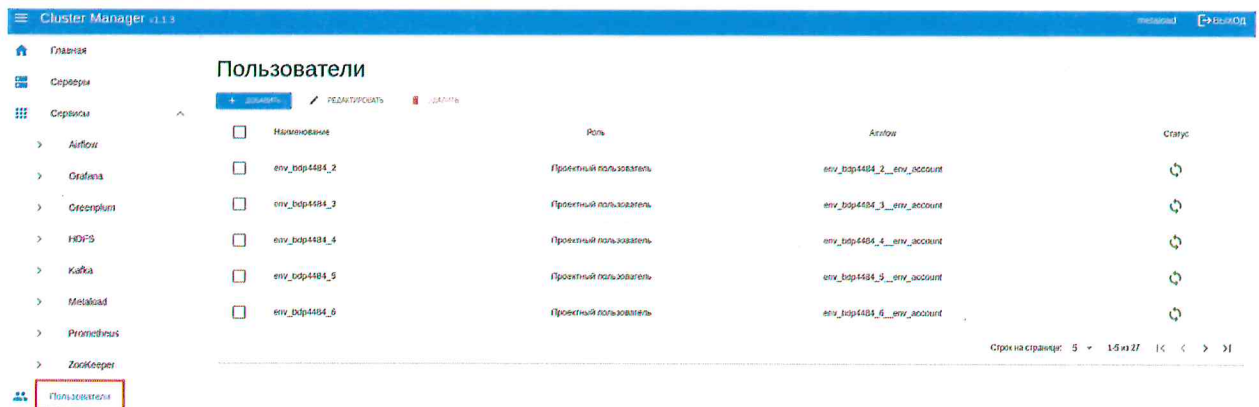 Cluster Manager v1.1.3
metaload ВЫХОД
Главная
Серверы
Сервисы
Airflow
Grafana
Greenplum
HDFS
Kafka
Metaload
Prometheus
ZooKeeper
Пользователи
Пользователи
+ ДОБАВИТЬ РЕДАКТИРОВАТЬ УДАЛИТЬ
Наименование Роль Airflow Статус
env_bdp4484_2 Проектный пользователь env_bdp4484_2__env_account
env_bdp4484_3 Проектный пользователь env_bdp4484_3__env_account
env_bdp4484_4 Проектный пользователь env_bdp4484_4__env_account
env_bdp4484_5 Проектный пользователь env_bdp4484_5__env_account
env_bdp4484_6 Проектный пользователь env_bdp4484_6__env_account
Строк на странице: 5 1-5 из 27